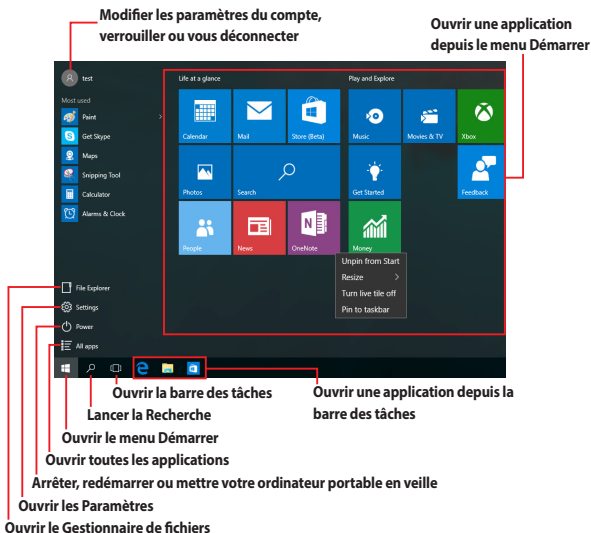 Modifier les paramètres du compte,
verrouiller ou vous déconnecter
Ouvrir une application
depuis le menu Démarrer
test
Most used
Paint
Get Skype
Maps
Snipping Tool
Calculator
Alarms & Clock
File Explorer
Settings
Power
All apps
Life at a glance
Calendar
Mail
Store (Beta)
Photos
Search
People
News
OneNote
Play and Explore
Music
Movies & TV
Xbox
Get Started
Feedback
Money
Unpin from Start
Resize
Turn live tile off
Pin to taskbar
Ouvrir la barre des tâches
Ouvrir une application depuis la
barre des tâches
Lancer la Recherche
Ouvrir le menu Démarrer
Ouvrir toutes les applications
Arrêter, redémarrer ou mettre votre ordinateur portable en veille
Ouvrir les Paramètres
Ouvrir le Gestionnaire de fichiers